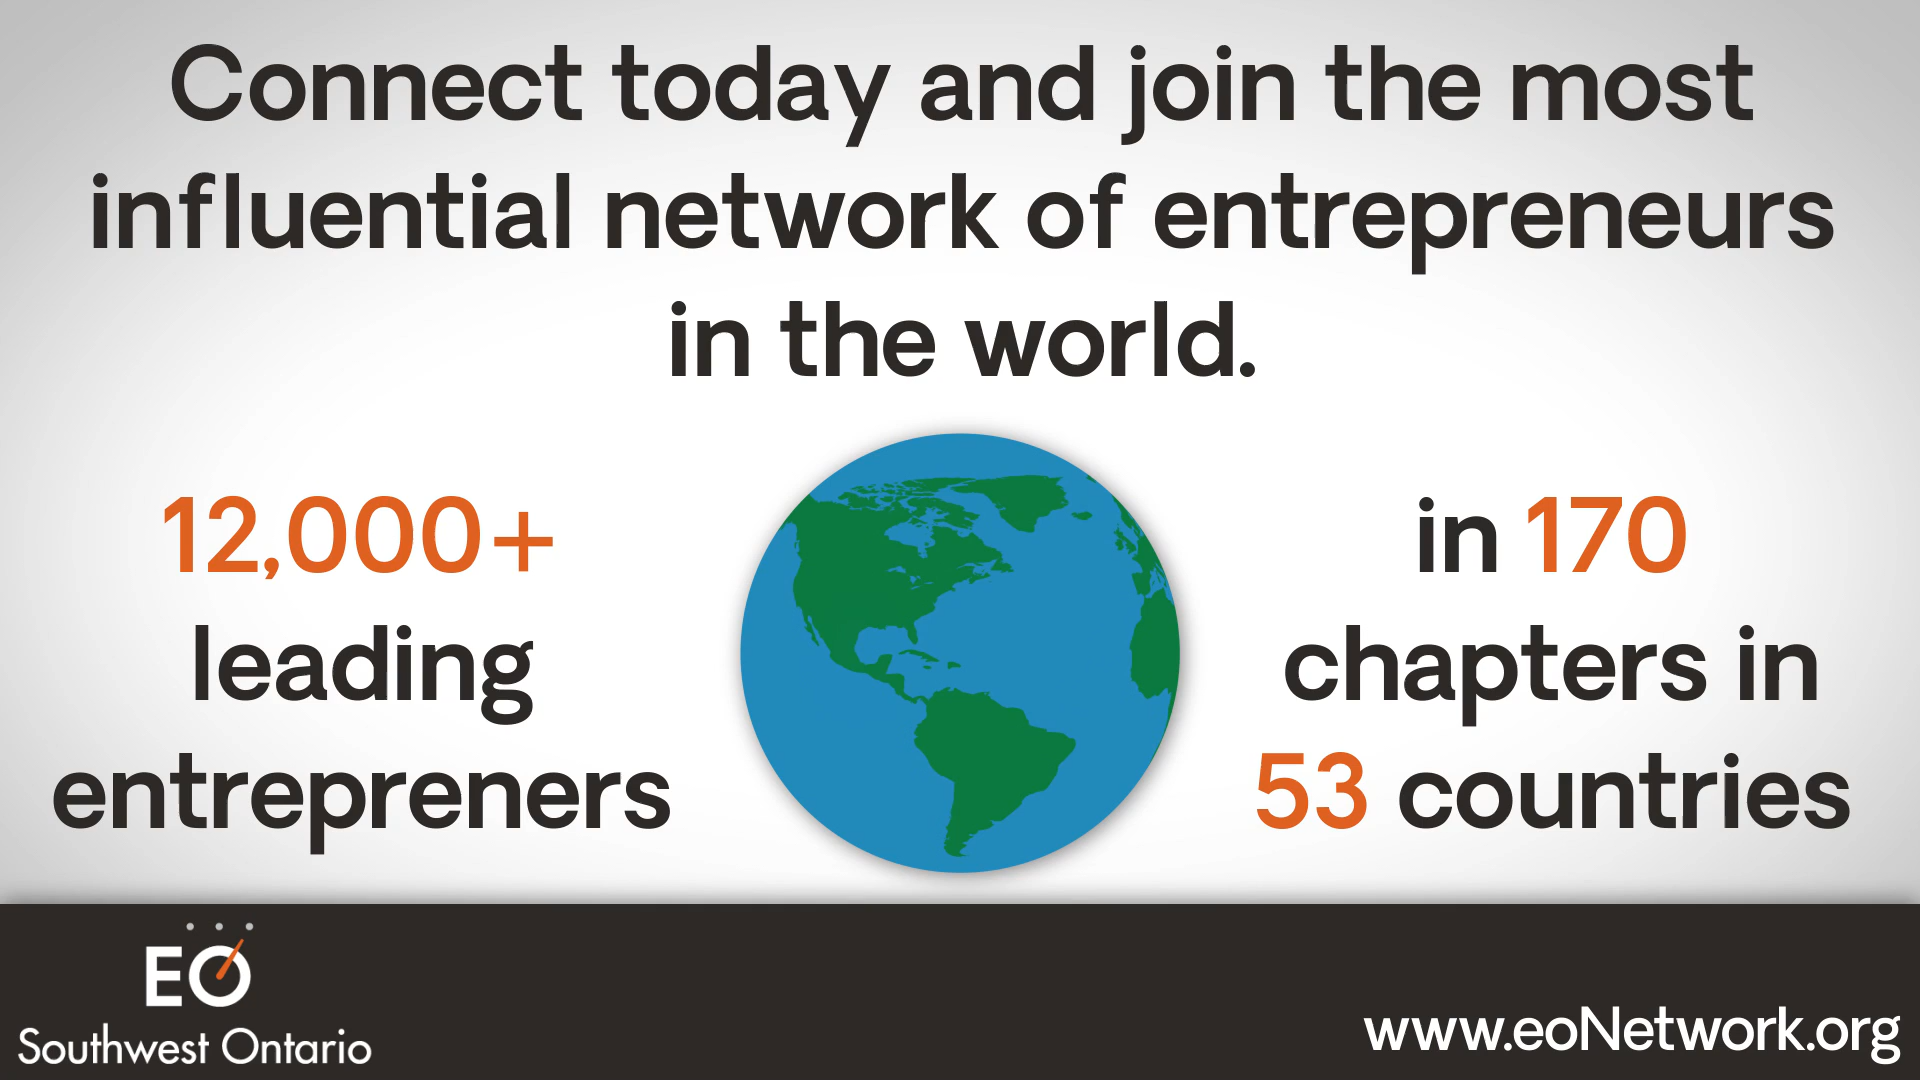 Connect today and join the most
influential network of entrepreneurs
in the world.
12,000+
leading
entrepreners
in 170
chapters in
53 countries
EO
Southwest Ontario
www.eoNetwork.org